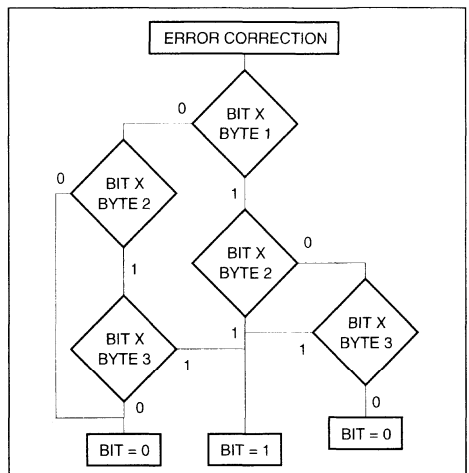 ERROR CORRECTION
0
BIT X
BYTE 1
0
BIT X
BYTE 2
1
0
BIT X
BYTE 2
1
BIT X
BYTE 3
1
1
1
BIT X
BYTE 3
0
0
BIT = 0
BIT = 1
BIT = 0